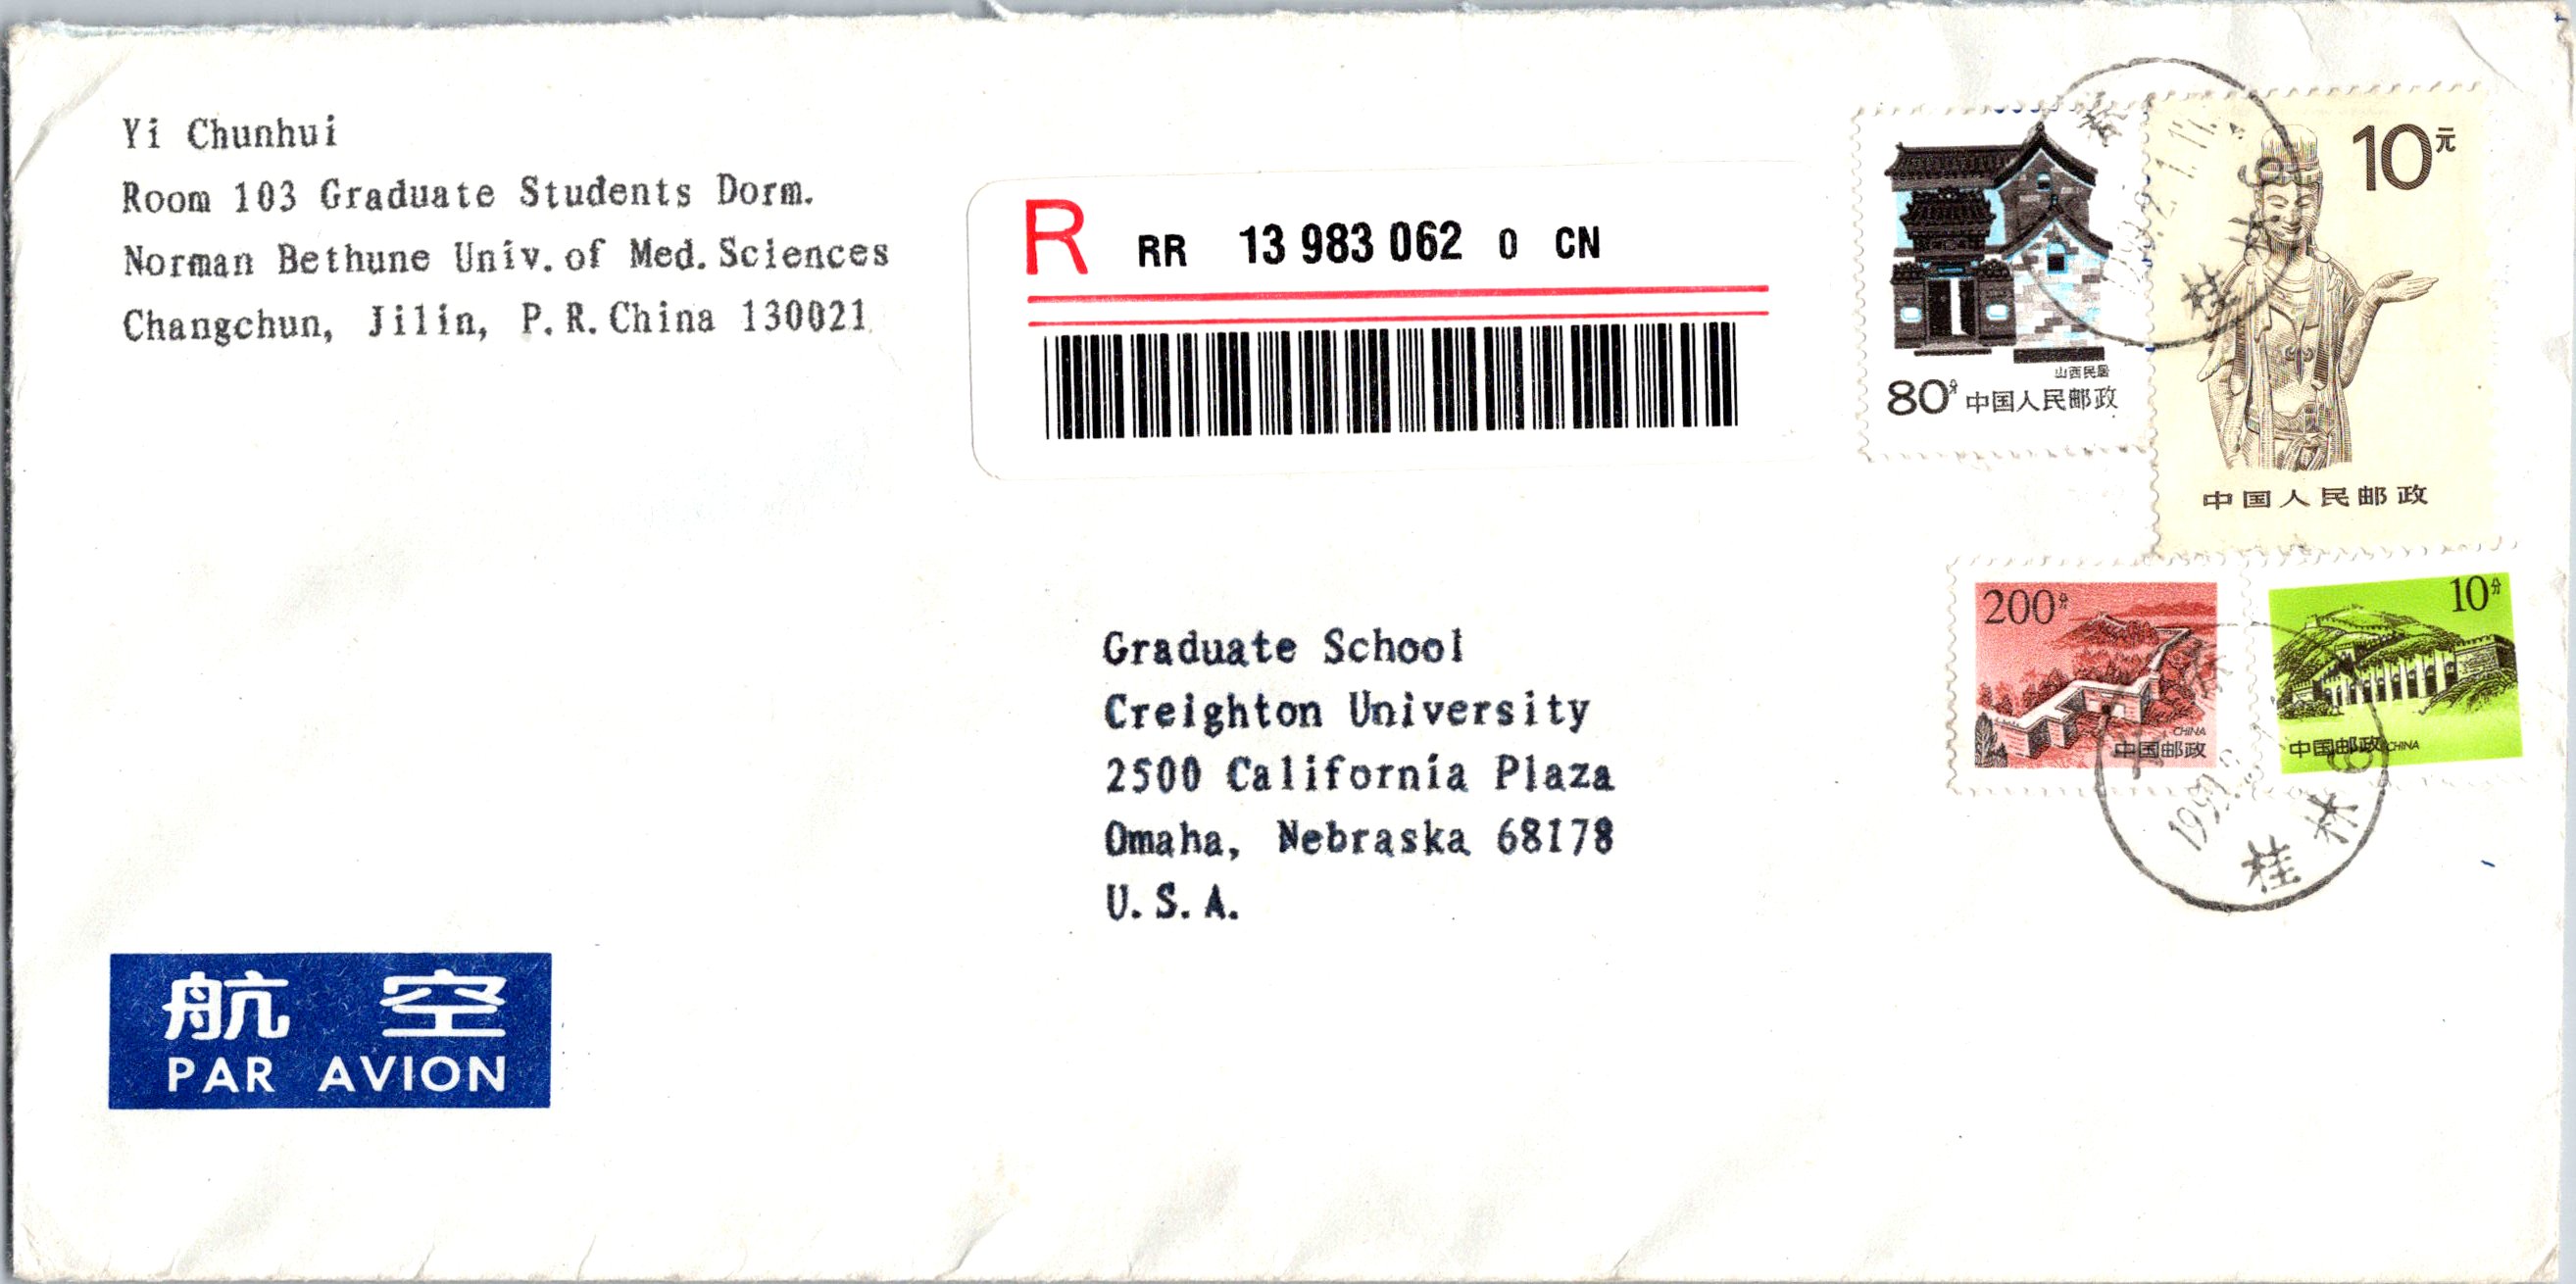 Yi Chunhui
Room 103 Graduate Students Dorm.
Norman Bethune Univ. of Med. Sciences
Changchun, Jilin, P. R. China 130021
R RR 13 983 062 0 CN
10元
中国人民邮政
山西民居
80分 中国人民邮政
200分
CHINA
中国邮政
10分
中国邮政 CHINA
桂林
桂林
Graduate School
Creighton University
2500 California Plaza
Omaha, Nebraska 68178
U. S. A.
航 空
PAR AVION